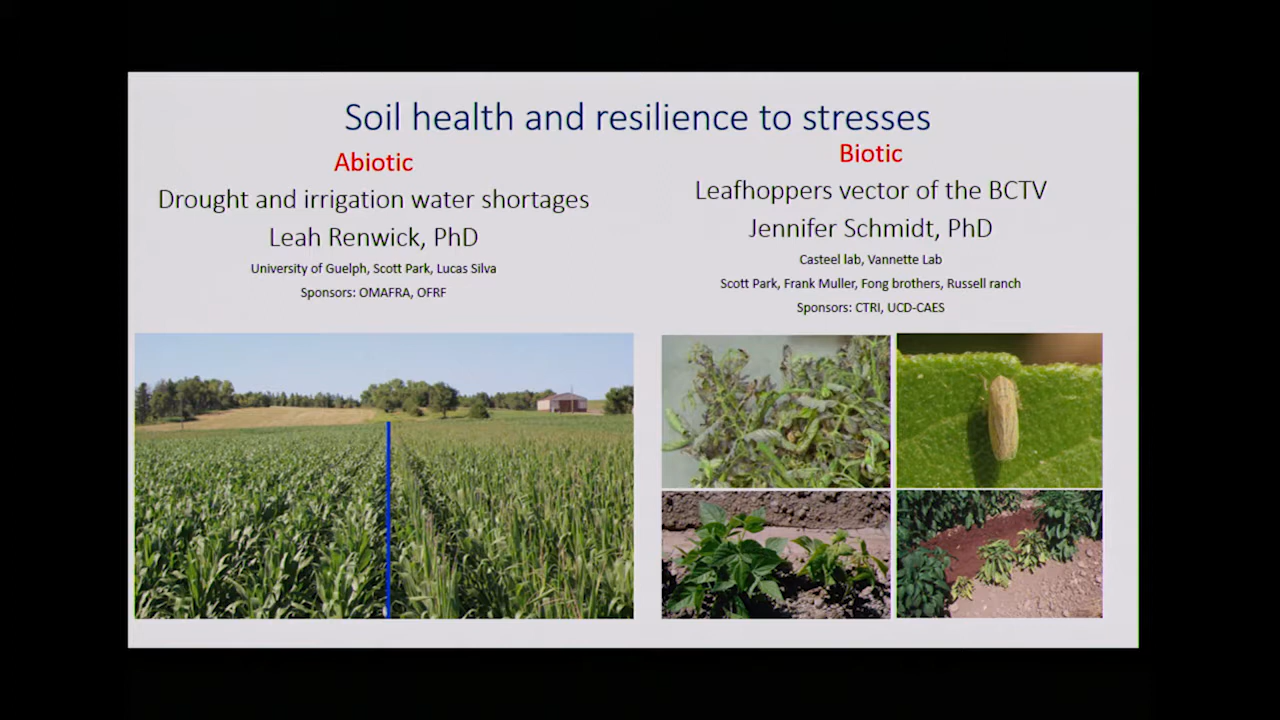 Soil health and resilience to stresses
Abiotic
Drought and irrigation water shortages
Leah Renwick, PhD
University of Guelph, Scott Park, Lucas Silva
Sponsors: OMAFRA, OFRF
Biotic
Leafhoppers vector of the BCTV
Jennifer Schmidt, PhD
Casteel lab, Vannette Lab
Scott Park, Frank Muller, Fong brothers, Russell ranch
Sponsors: CTRI, UCD-CAES